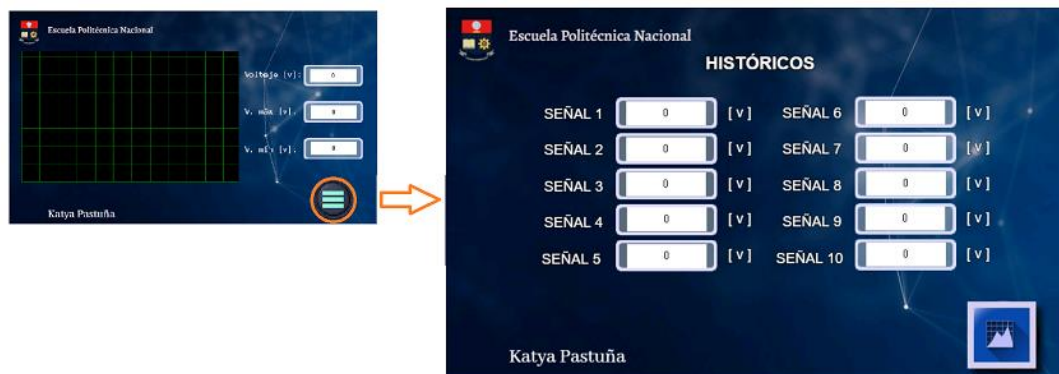 Escuela Politécnica Nacional
Voltaje [v]: 0
V. máx [v]. 0
V. mín [v]. 0
Katya Pastuña
Escuela Politécnica Nacional
HISTÓRICOS
SEÑAL 1 0 [ v ] SEÑAL 6 0 [ v ]
SEÑAL 2 0 [ v ] SEÑAL 7 0 [ v ]
SEÑAL 3 0 [ v ] SEÑAL 8 0 [ v ]
SEÑAL 4 0 [ v ] SEÑAL 9 0 [ v ]
SEÑAL 5 0 [ v ] SEÑAL 10 0 [ v ]
Katya Pastuña